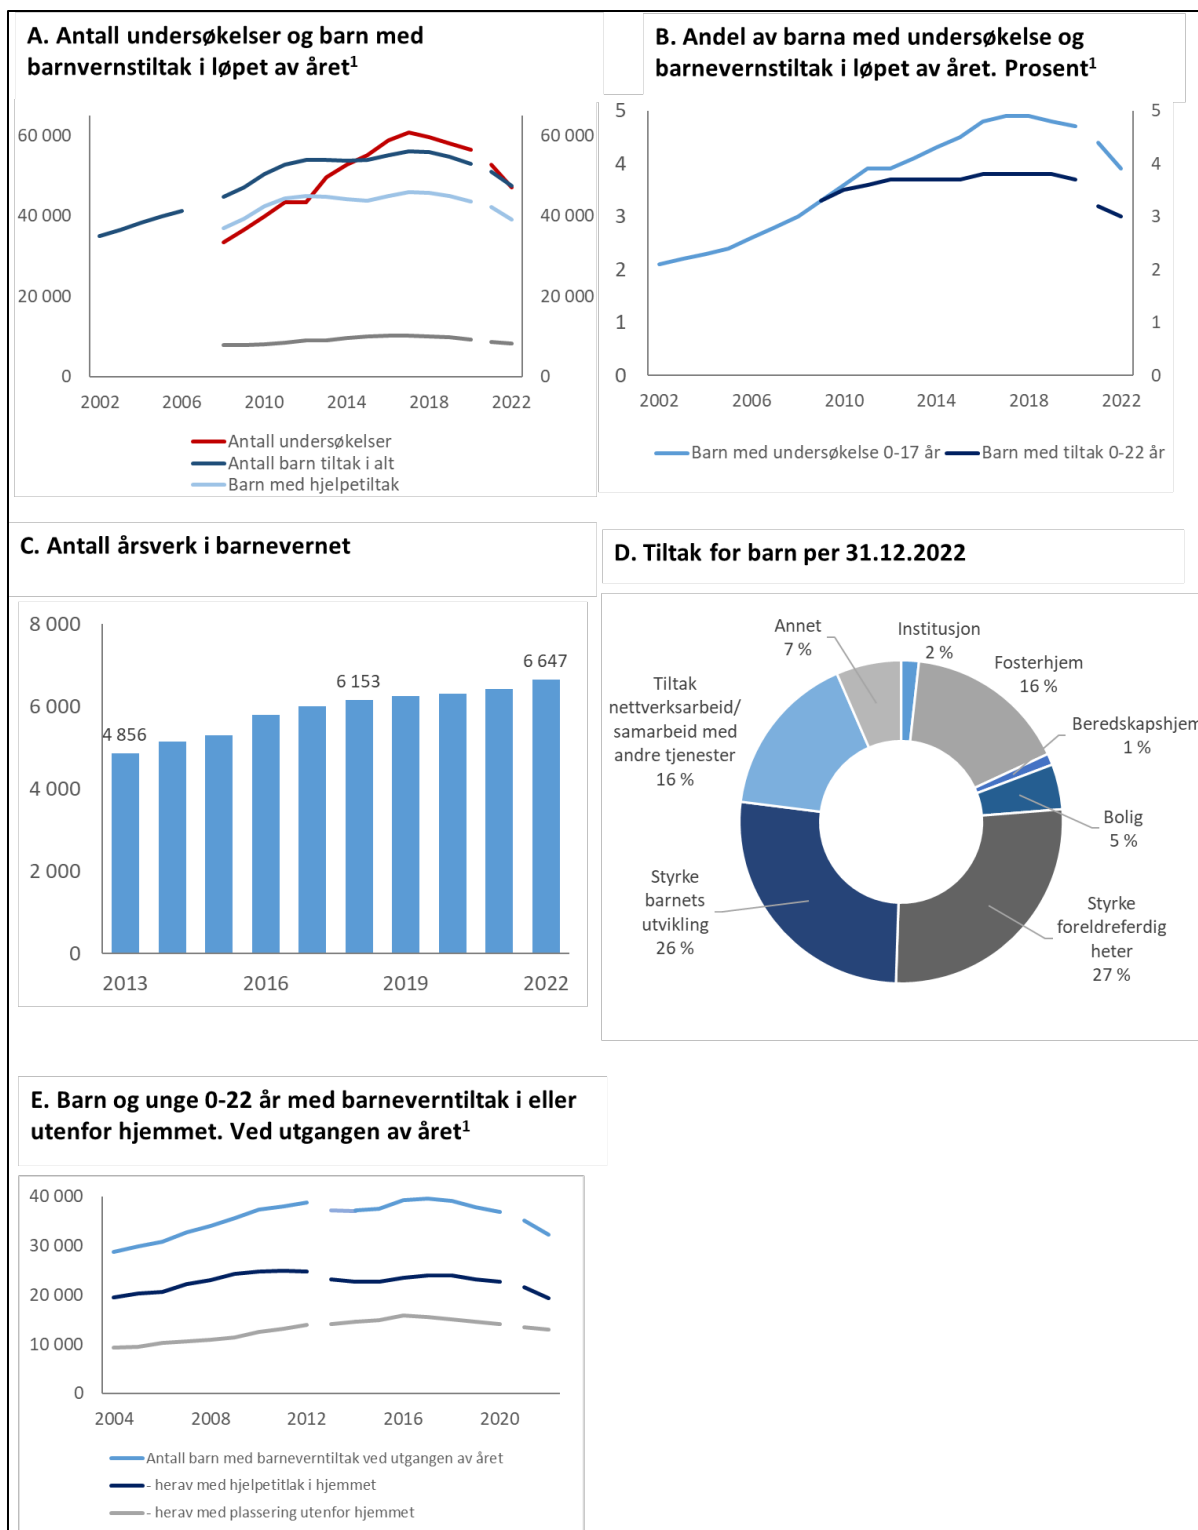 A. Antall undersøkelser og barn med
barnvernstiltak i løpet av året¹
60 000
40 000
20 000
0
60 000
40 000
20 000
0
2002
2006
2010
2014
2018
2022
Antall undersøkelser
Antall barn tiltak i alt
Barn med hjelpetiltak
B. Andel av barna med undersøkelse og
barnevernstiltak i løpet av året. Prosent¹
5
4
3
2
1
0
5
4
3
2
1
0
2002
2006
2010
2014
2018
2022
Barn med undersøkelse 0-17 år
Barn med tiltak 0-22 år
C. Antall årsverk i barnevernet
8 000
6 000
4 000
2 000
0
4 856
6 153
6 647
2013
2016
2019
2022
D. Tiltak for barn per 31.12.2022
Annet
7 %
Institusjon
2 %
Fosterhjem
16 %
Beredskapshjem
1 %
Bolig
5 %
Styrke
foreldreferdig
heter
27 %
Styrke
barnets
utvikling
26 %
Tiltak
nettverksarbeid/
samarbeid med
andre tjenester
16 %
E. Barn og unge 0-22 år med barneverntiltak i eller
utenfor hjemmet. Ved utgangen av året¹
40 000
30 000
20 000
10 000
0
2004
2008
2012
2016
2020
Antall barn med barneverntiltak ved utgangen av året
- herav med hjelpetitlak i hjemmet
- herav med plassering utenfor hjemmet